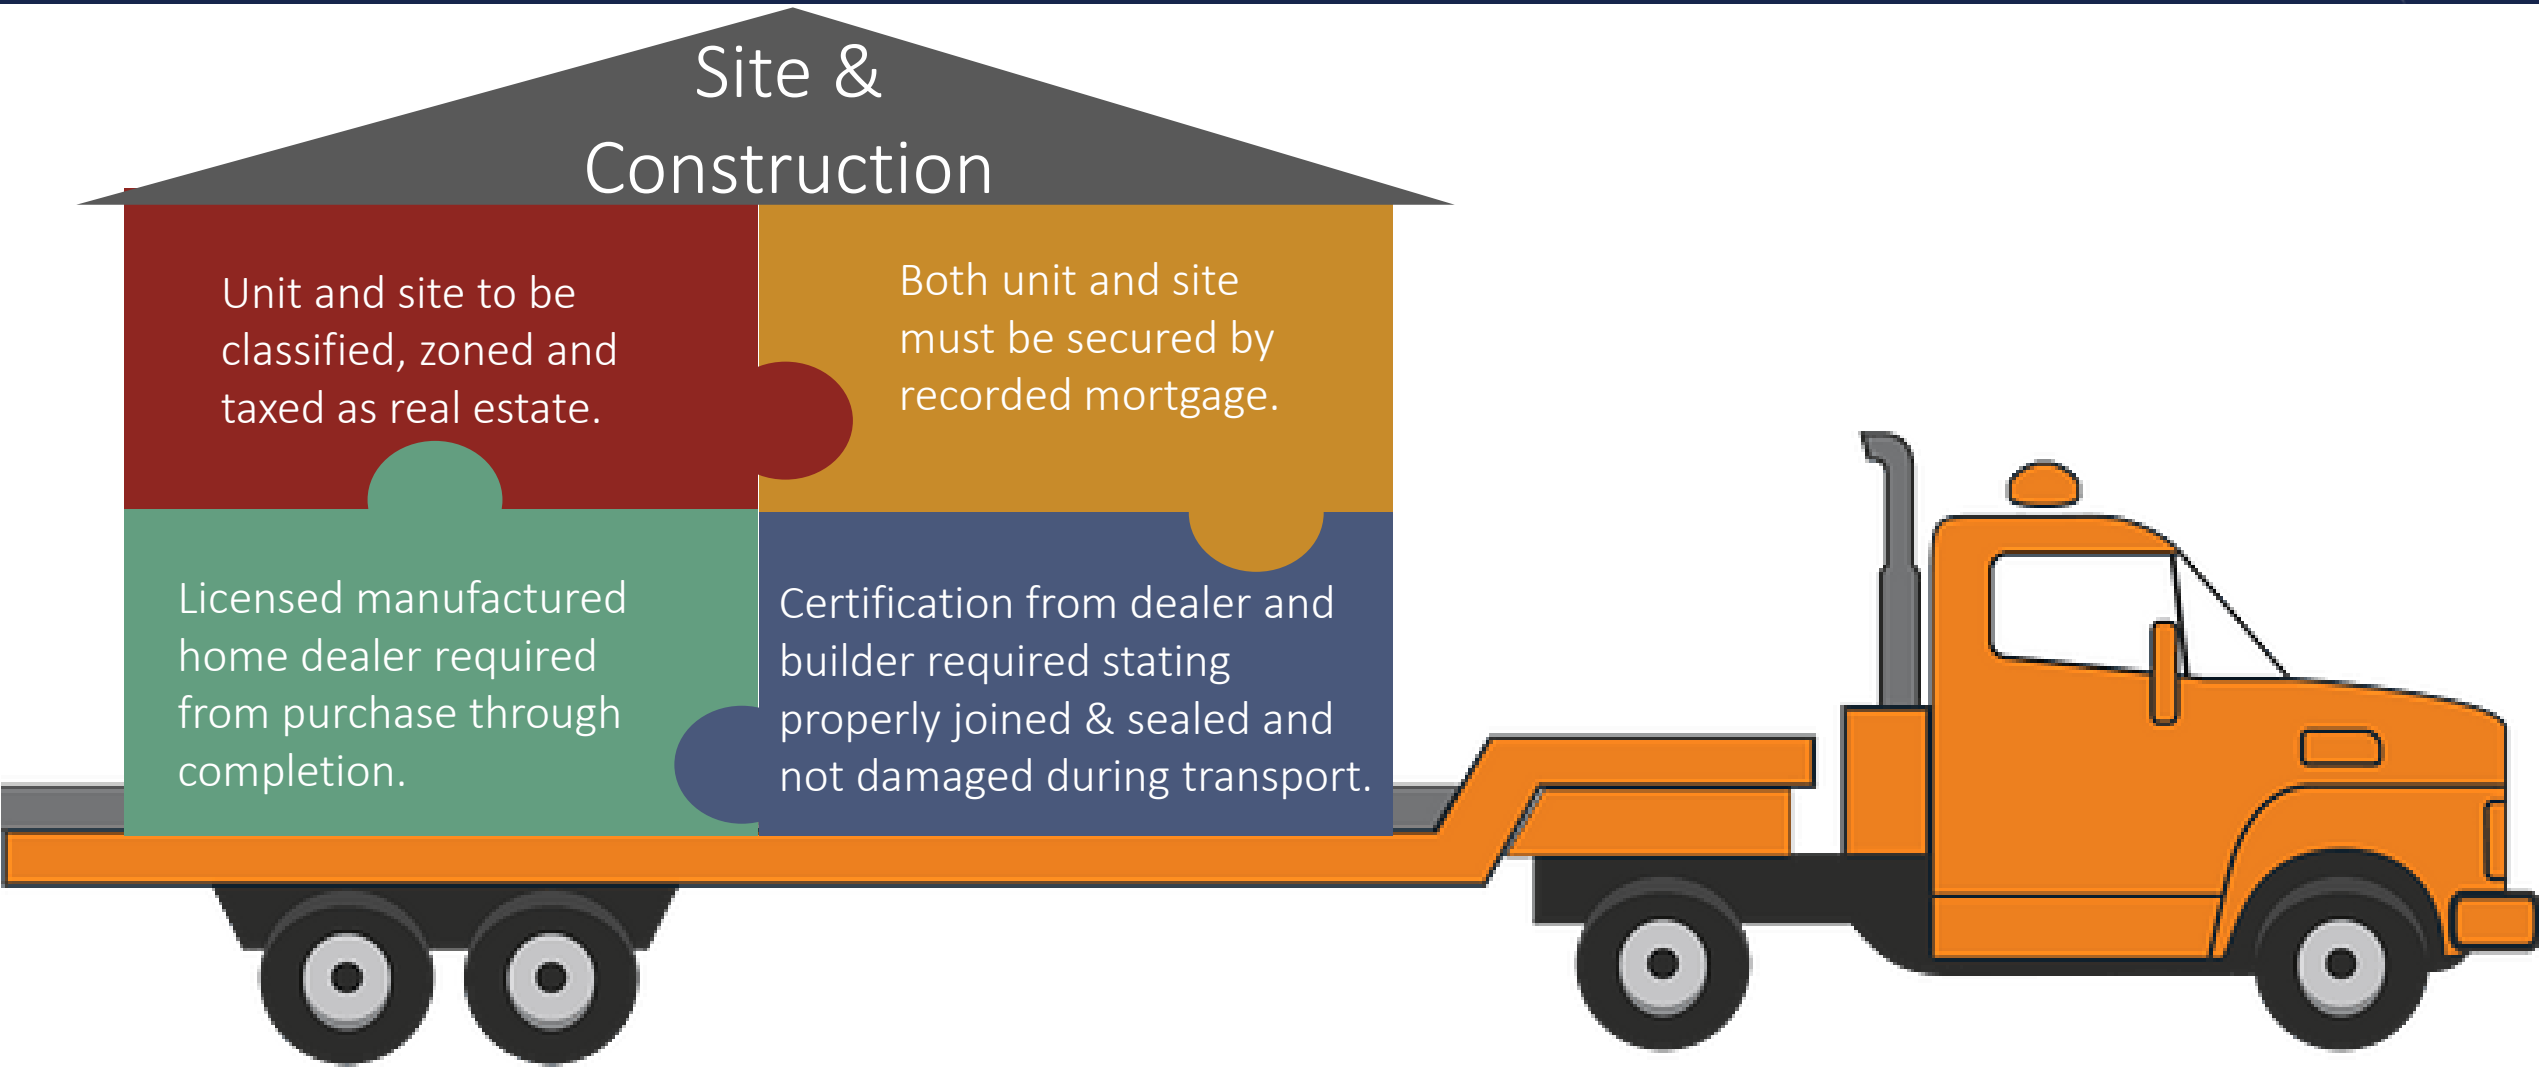 Site &
Construction
Unit and site to be
classified, zoned and
taxed as real estate.
Both unit and site
must be secured by
recorded mortgage.
Licensed manufactured
home dealer required
from purchase through
completion.
Certification from dealer and
builder required stating
properly joined & sealed and
not damaged during transport.